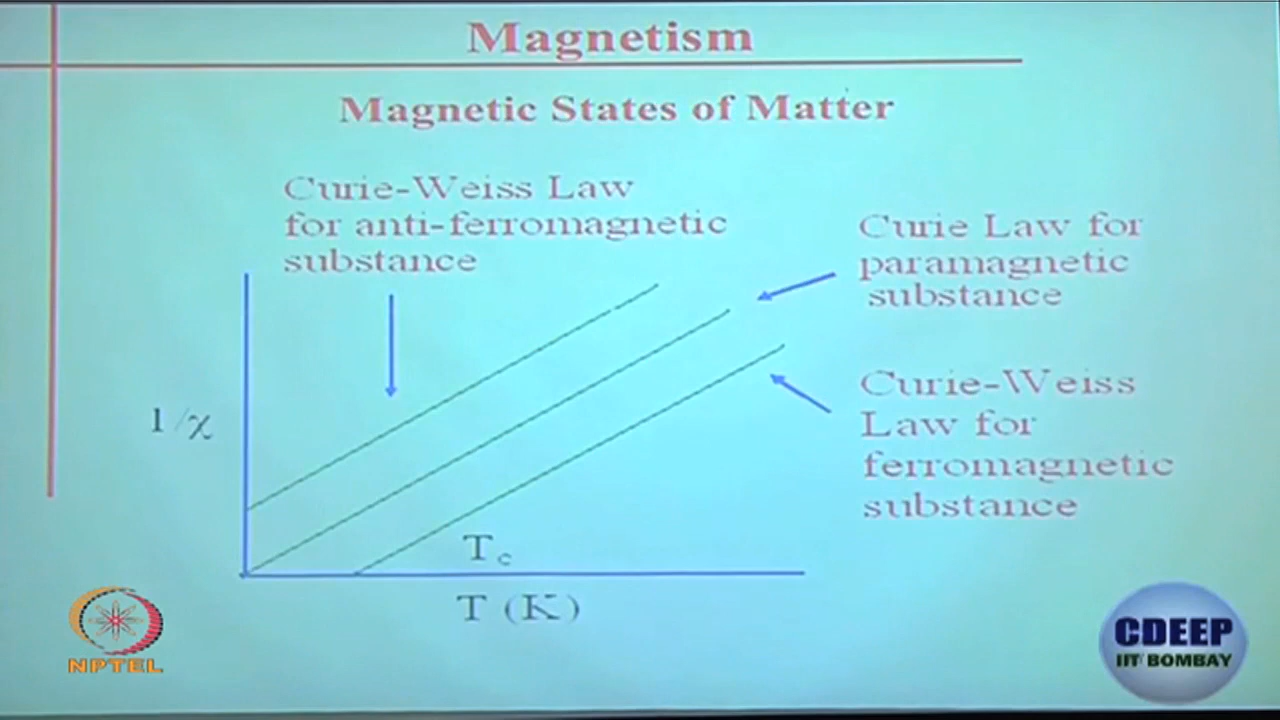 Magnetism
Magnetic States of Matter
Curie-Weiss Law
for anti-ferromagnetic
substance
Curie Law for
paramagnetic
substance
Curie-Weiss
Law for
ferromagnetic
substance
1/χ
T c
T (K)
NPTEL
CDEEP
IIT BOMBAY